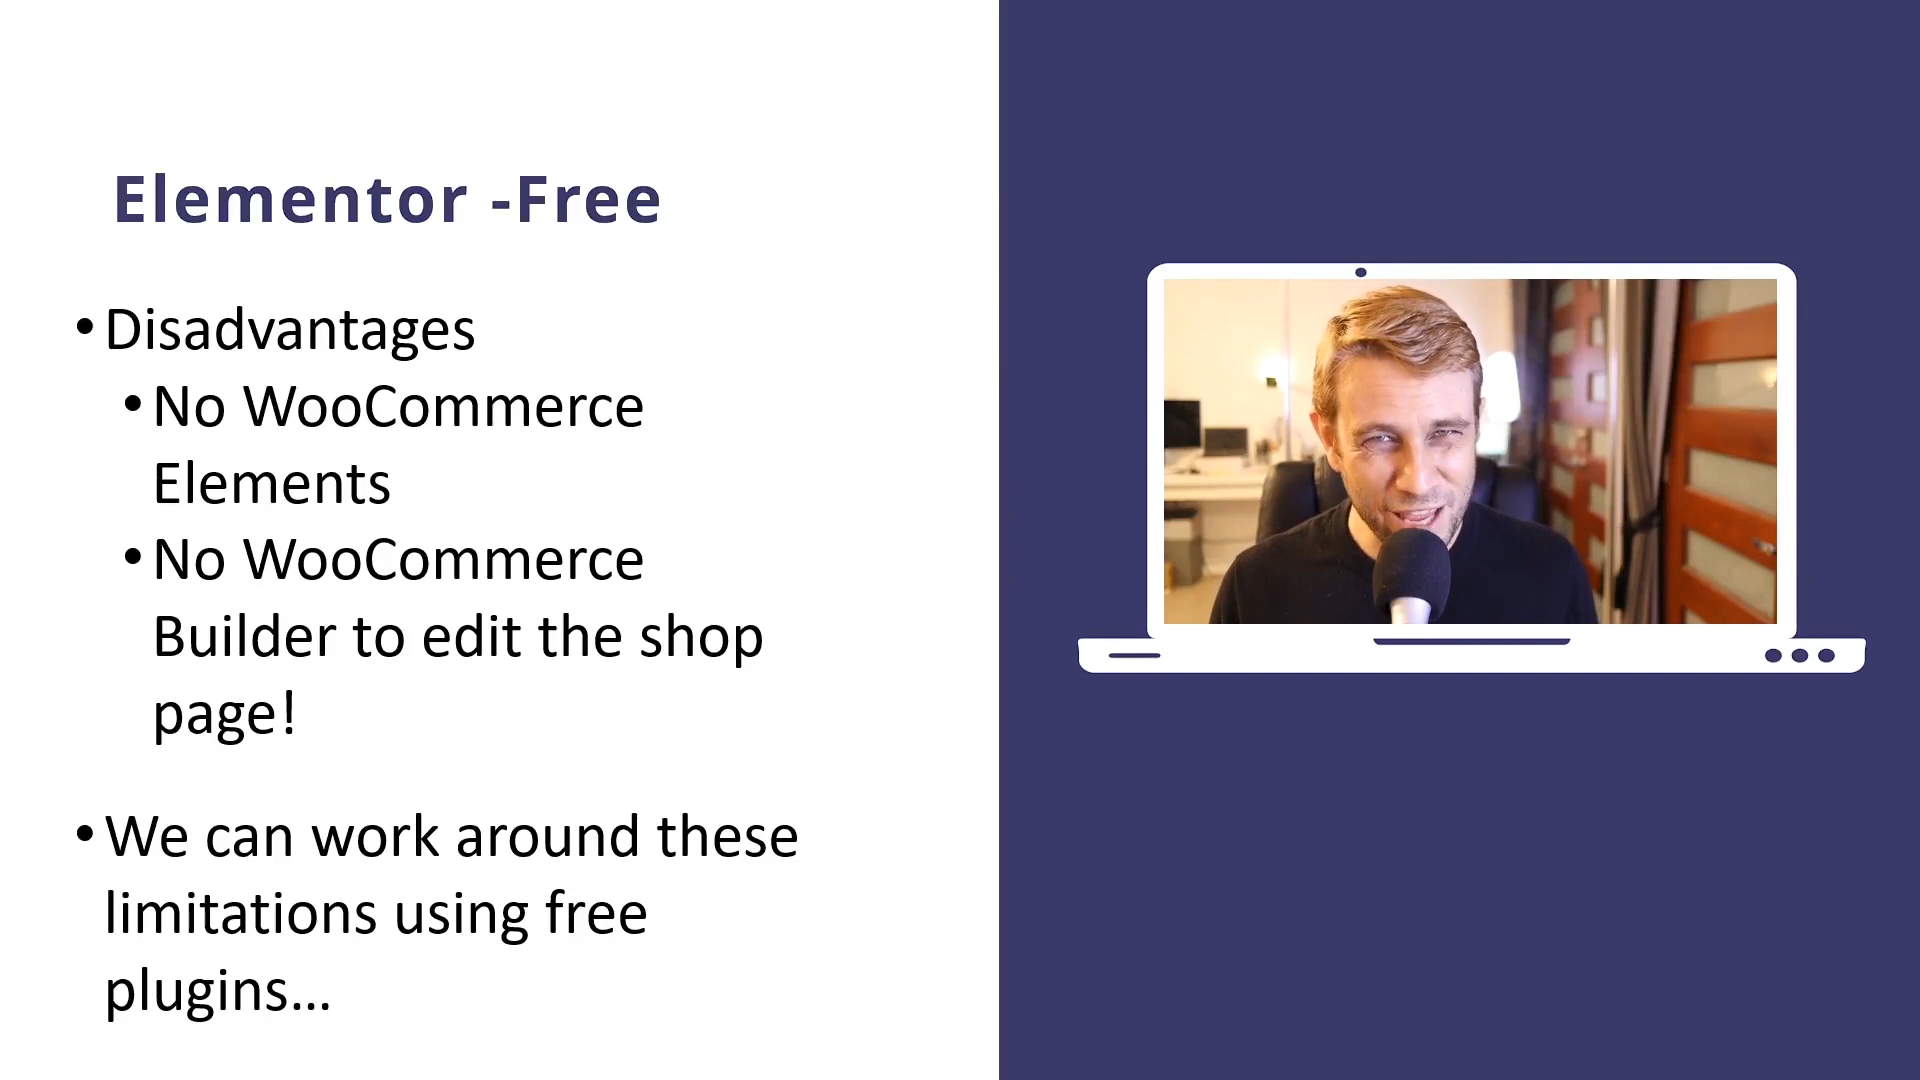 Elementor -Free
• Disadvantages
• No WooCommerce
Elements
• No WooCommerce
Builder to edit the shop
page!
• We can work around these
limitations using free
plugins...